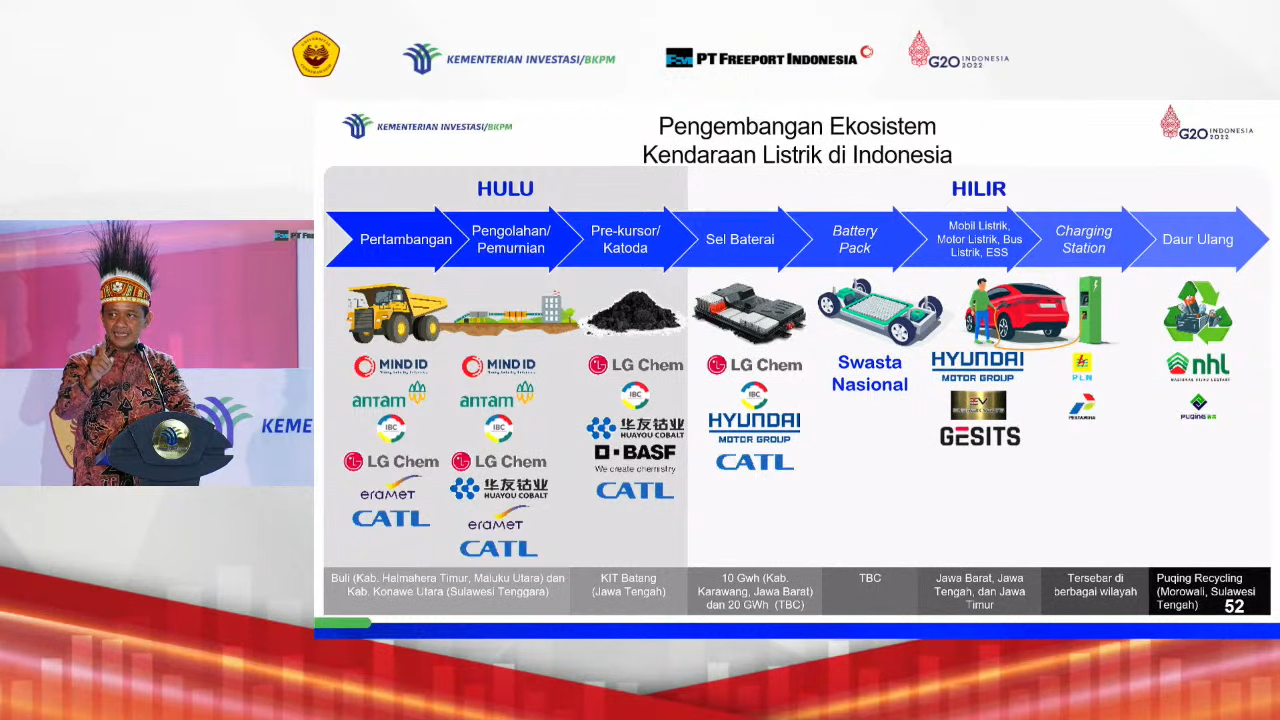 KEMENTERIAN INVESTASI/BKPM
FCX PT FREEPORT INDONESIA
G20 INDONESIA 2022
KEMENTERIAN INVESTASI/BKPM
G20 INDONESIA 2022
Pengembangan Ekosistem
Kendaraan Listrik di Indonesia
HULU
HILIR
Pertambangan
Pengolahan/
Pemurnian
Pre-kursor/
Katoda
Sel Baterai
Battery
Pack
Mobil Listrik,
Motor Listrik, Bus
Listrik, ESS
Charging
Station
Daur Ulang
MIND ID
antam
IBC
LG Chem
eramet
CATL
MIND ID
antam
IBC
LG Chem
华友钴业
HUAYOU COBALT
eramet
CATL
LG Chem
IBC
华友钴业
HUAYOU COBALT
BASF
We create chemistry
CATL
LG Chem
IBC
HYUNDAI
MOTOR GROUP
CATL
Swasta
Nasional
HYUNDAI
MOTOR GROUP
GESITS
PLN
PERTAMINA
nhl
PUQING
Buli (Kab. Halmahera Timur, Maluku Utara) dan
Kab. Konawe Utara (Sulawesi Tenggara)
KIT Batang
(Jawa Tengah)
10 Gwh (Kab.
Karawang, Jawa Barat)
dan 20 GWh (TBC)
TBC
Jawa Barat, Jawa
Tengah, dan Jawa
Timur
Tersebar di
berbagai wilayah
Puqing Recycling
(Morowali, Sulawesi
Tengah)
52
PT F
KEME